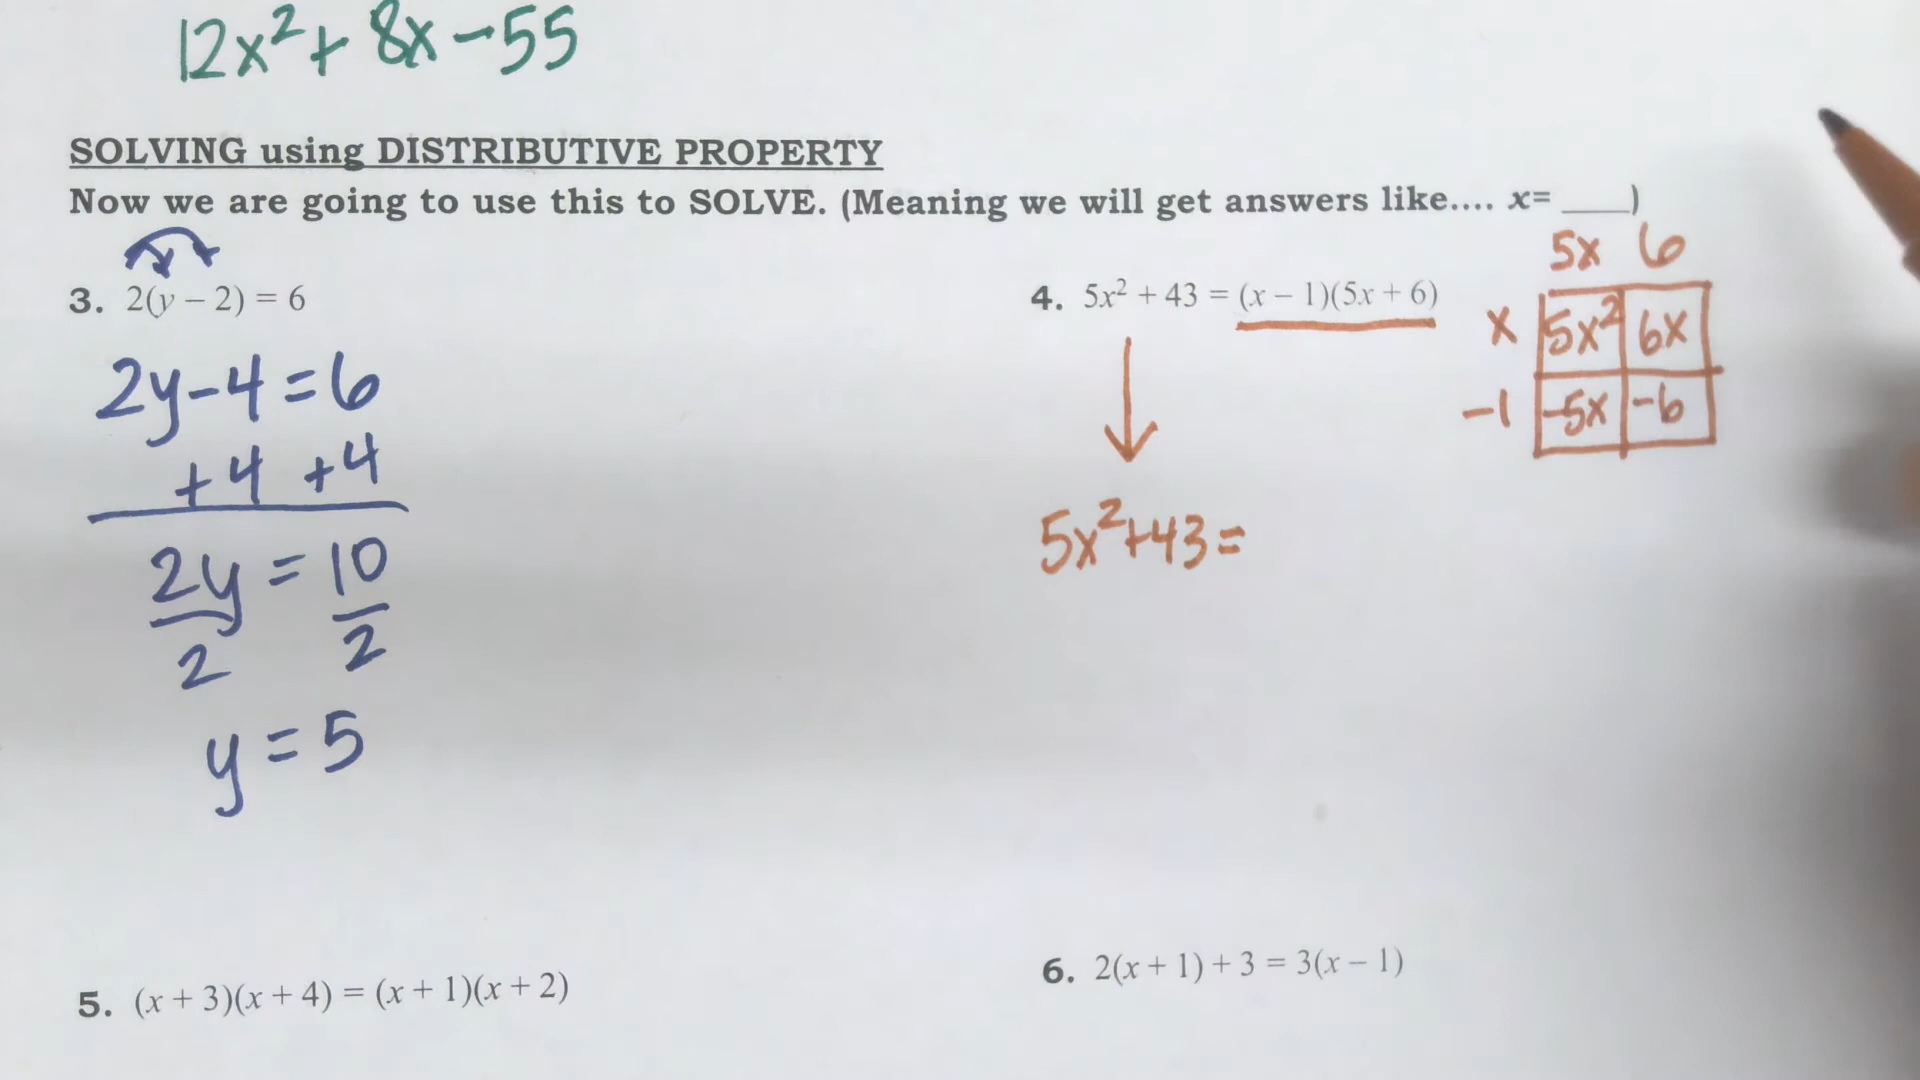 12x²+ 8x-55
SOLVING using DISTRIBUTIVE PROPERTY
Now we are going to use this to SOLVE. (Meaning we will get answers like.... x= ____)
3. 2(y – 2) = 6
2y-4=6
+4 +4
2y = 10
2 2
y = 5
4. 5x² + 43 = (x – 1)(5x + 6)
5x 6
x 5x² 6x
-1 -5x -6
5x²+43=
5. (x + 3)(x + 4) = (x + 1)(x + 2)
6. 2(x + 1) + 3 = 3(x – 1)